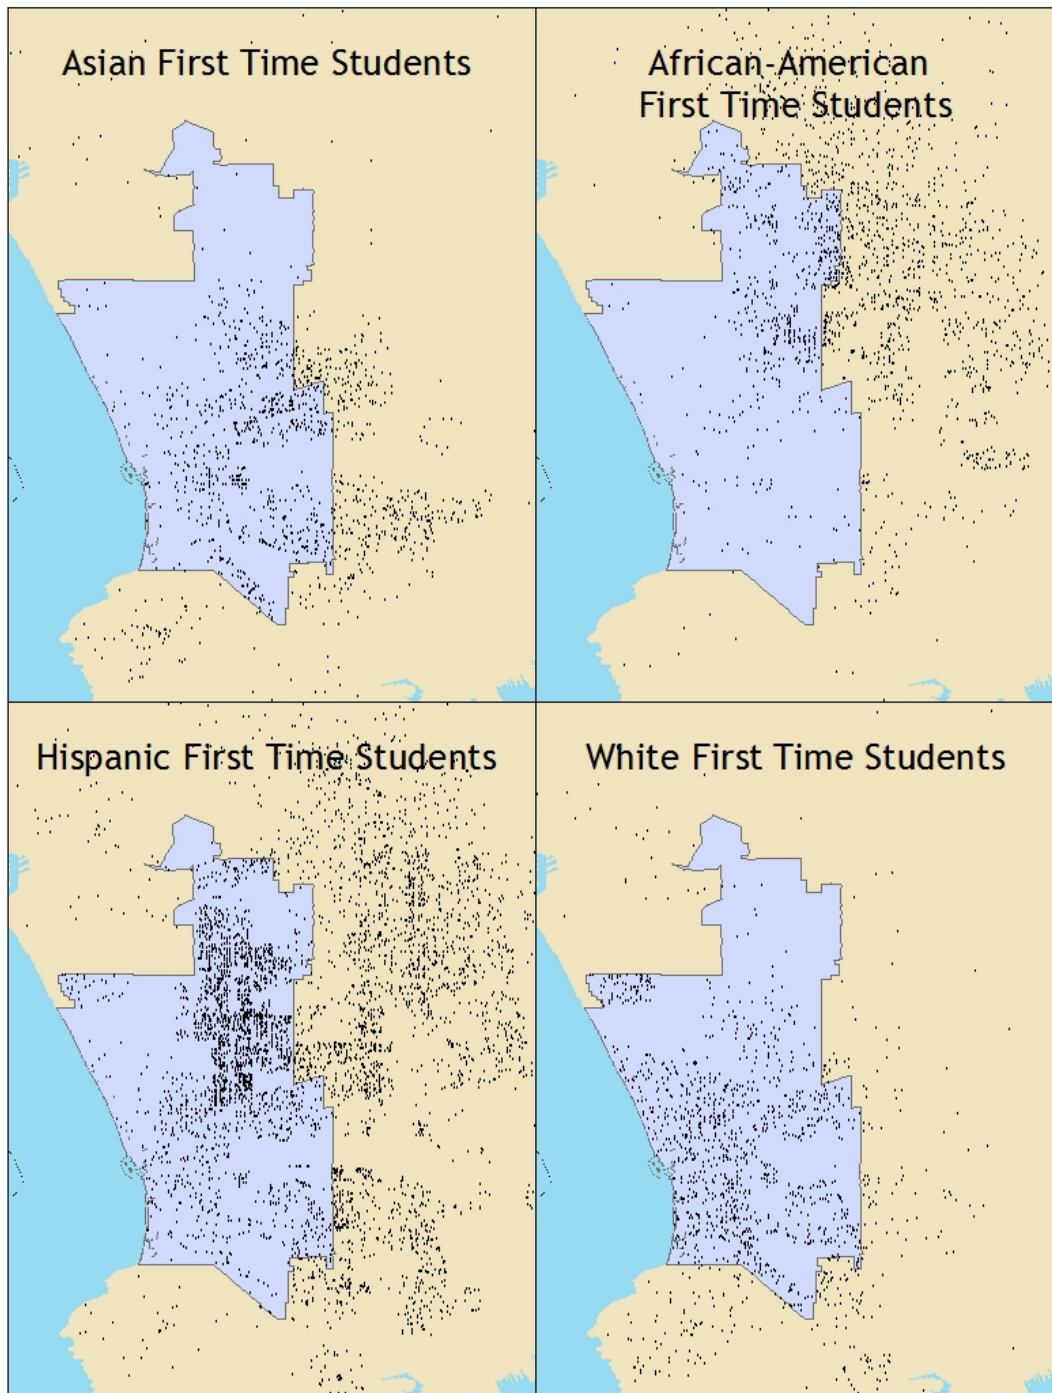 Asian First Time Students
African-American
First Time Students
Hispanic First Time Students
White First Time Students